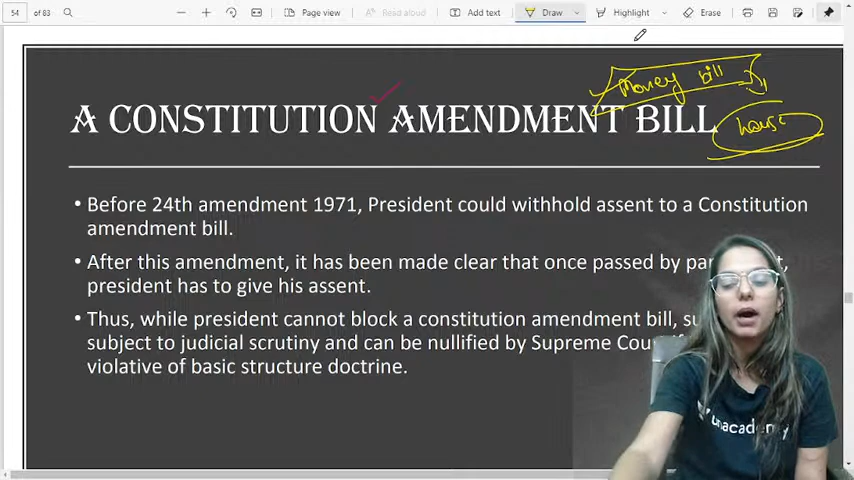 54 of 83 Page view Read aloud Add text Draw Highlight Erase
Money bill
A CONSTITUTION AMENDMENT BILL
house
• Before 24th amendment 1971, President could withhold assent to a Constitution
amendment bill.
• After this amendment, it has been made clear that once passed by
president has to give his assent.
• Thus, while president cannot block a constitution amendment bill,
subject to judicial scrutiny and can be nullified by Supreme
violative of basic structure doctrine.
unacademy